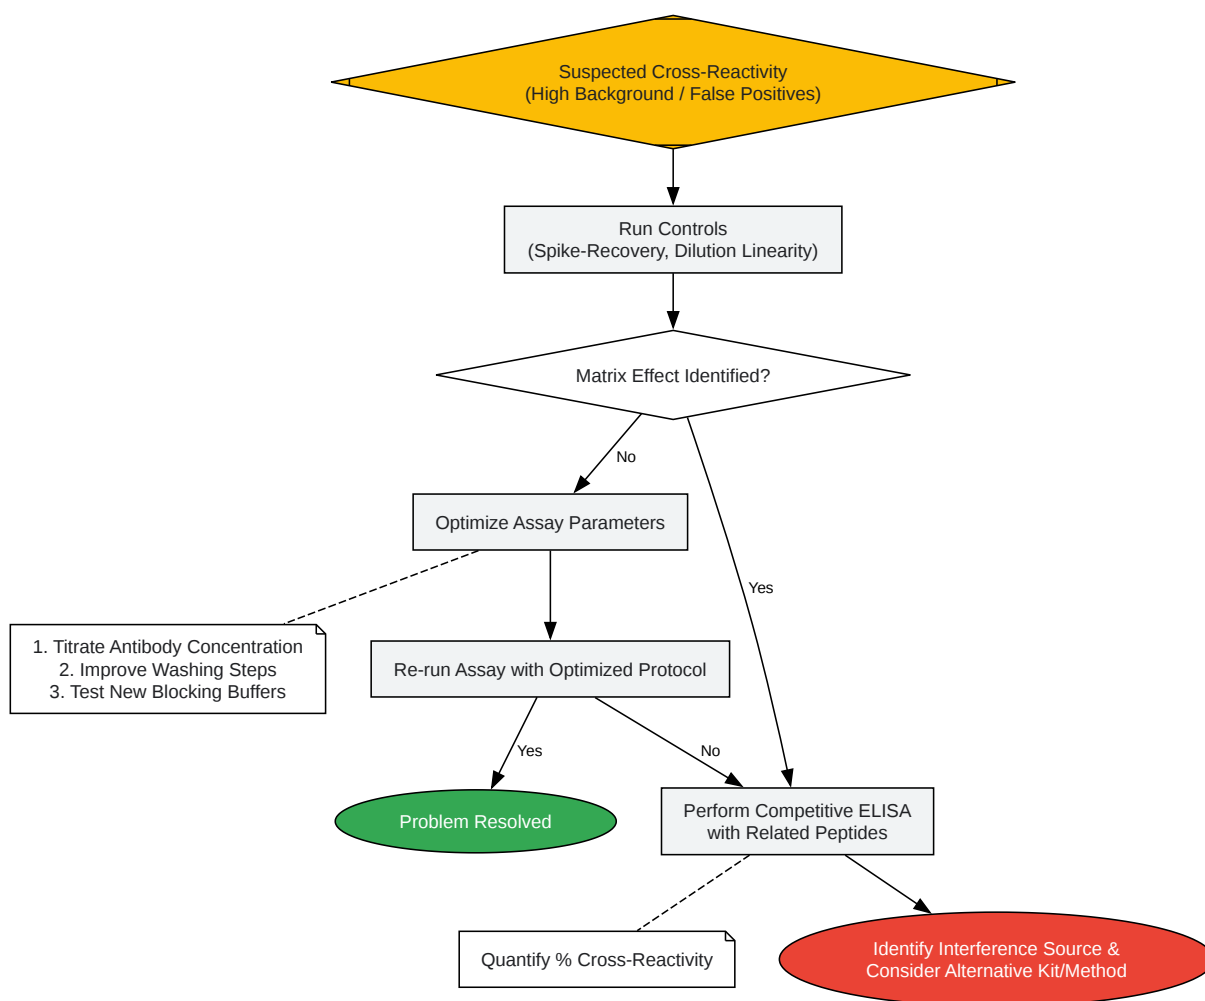 Suspected Cross-Reactivity
(High Background / False Positives)
Run Controls
(Spike-Recovery, Dilution Linearity)
Matrix Effect Identified?
No
Optimize Assay Parameters
Yes
1. Titrate Antibody Concentration
2. Improve Washing Steps
3. Test New Blocking Buffers
Re-run Assay with Optimized Protocol
Yes
No
Problem Resolved
Perform Competitive ELISA
with Related Peptides
Quantify % Cross-Reactivity
Identify Interference Source &
Consider Alternative Kit/Method